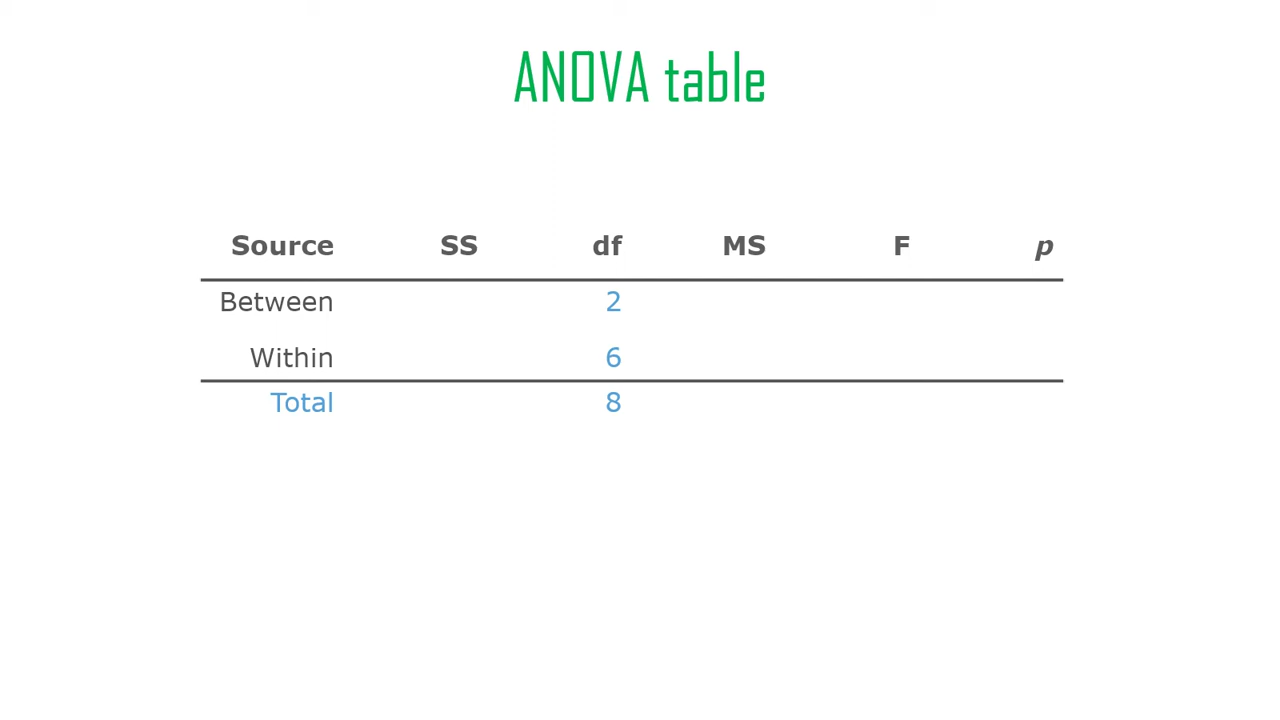 ANOVA table
Source SS df MS F p
Between 2
Within 6
Total 8